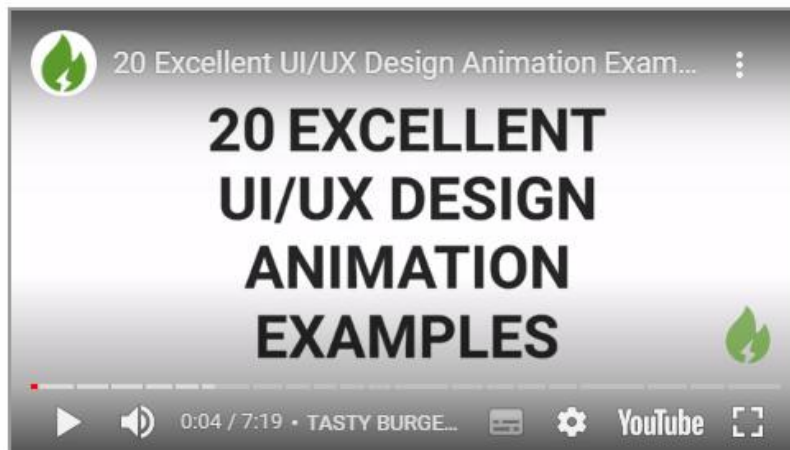 20 Excellent UI/UX Design Animation Exam...
20 EXCELLENT
UI/UX DESIGN
ANIMATION
EXAMPLES
0:04 / 7:19 • TASTY BURGE... YouTube